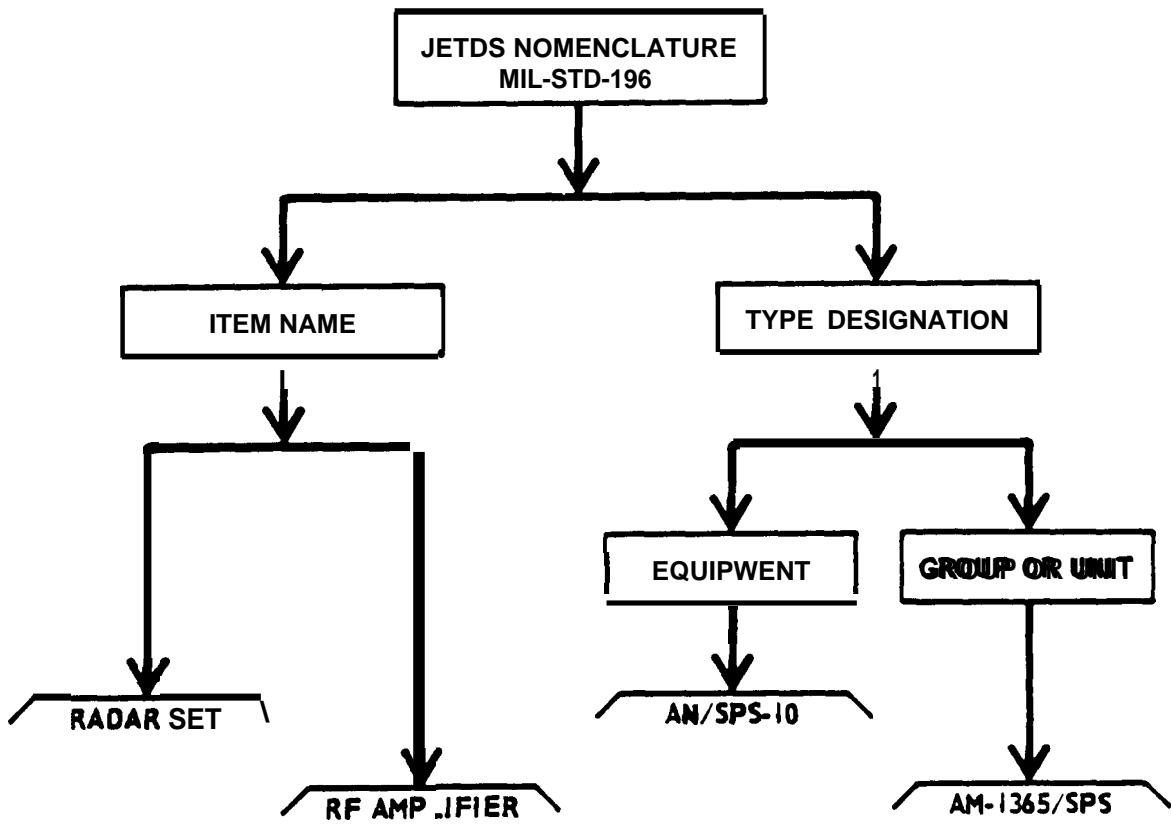 JETDS NOMENCLATURE
MIL-STD-196
ITEM NAME
TYPE DESIGNATION
1
EQUIPWENT
GROUP OR UNIT
RADAR SET
AN/SPS-10
RF AMP.IFIER
AM-1365/SPS